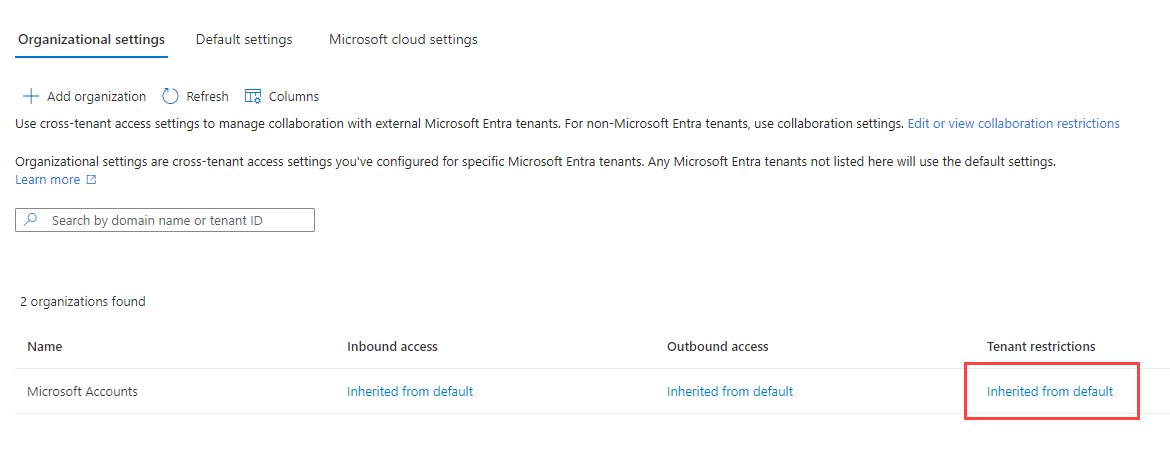 Organizational settings Default settings Microsoft cloud settings
Add organization Refresh Columns
Use cross-tenant access settings to manage collaboration with external Microsoft Entra tenants. For non-Microsoft Entra tenants, use collaboration settings. Edit or view collaboration restrictions
Organizational settings are cross-tenant access settings you've configured for specific Microsoft Entra tenants. Any Microsoft Entra tenants not listed here will use the default settings.
Learn more
Search by domain name or tenant ID
2 organizations found
Name Inbound access Outbound access Tenant restrictions
Microsoft Accounts Inherited from default Inherited from default Inherited from default